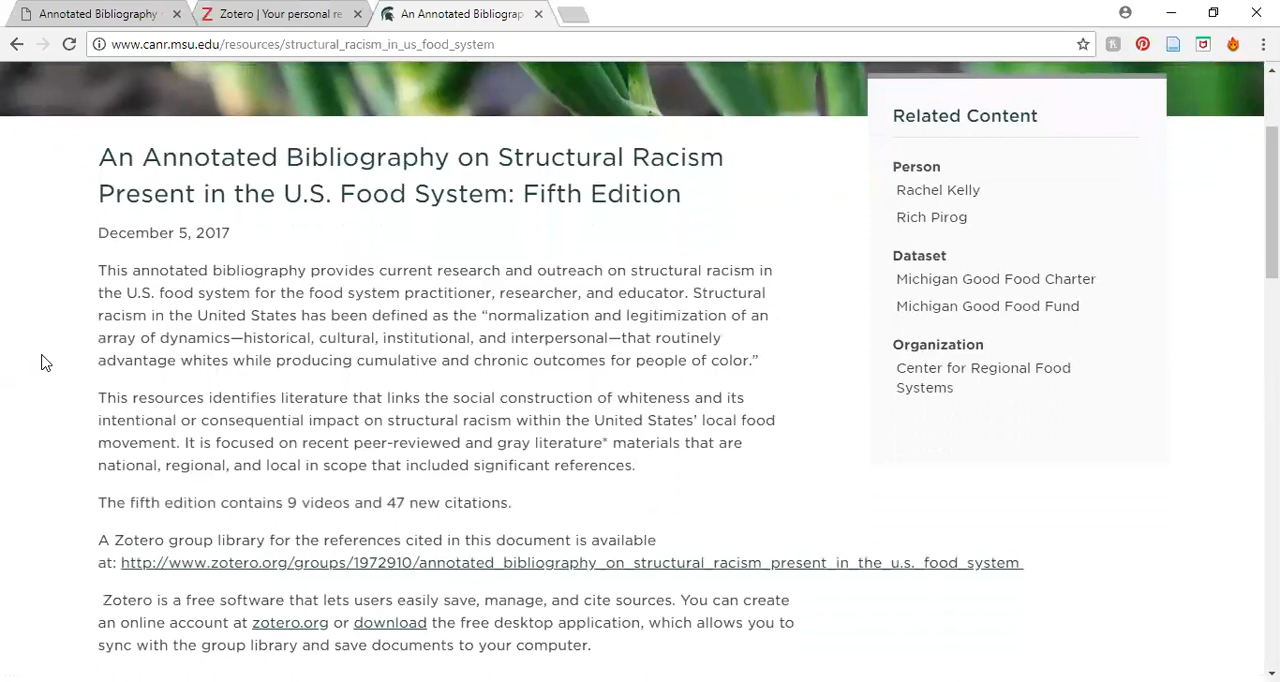 Annotated Bibliography
Zotero | Your personal re
An Annotated Bibliograp
www.canr.msu.edu/resources/structural_racism_in_us_food_system
An Annotated Bibliography on Structural Racism
Present in the U.S. Food System: Fifth Edition
December 5, 2017
This annotated bibliography provides current research and outreach on structural racism in
the U.S. food system for the food system practitioner, researcher, and educator. Structural
racism in the United States has been defined as the “normalization and legitimization of an
array of dynamics—historical, cultural, institutional, and interpersonal—that routinely
advantage whites while producing cumulative and chronic outcomes for people of color.”
This resources identifies literature that links the social construction of whiteness and its
intentional or consequential impact on structural racism within the United States’ local food
movement. It is focused on recent peer-reviewed and gray literature* materials that are
national, regional, and local in scope that included significant references.
The fifth edition contains 9 videos and 47 new citations.
A Zotero group library for the references cited in this document is available
at: http://www.zotero.org/groups/1972910/annotated_bibliography_on_structural_racism_present_in_the_u.s._food_system
Zotero is a free software that lets users easily save, manage, and cite sources. You can create
an online account at zotero.org or download the free desktop application, which allows you to
sync with the group library and save documents to your computer.
Related Content
Person
Rachel Kelly
Rich Pirog
Dataset
Michigan Good Food Charter
Michigan Good Food Fund
Organization
Center for Regional Food
Systems